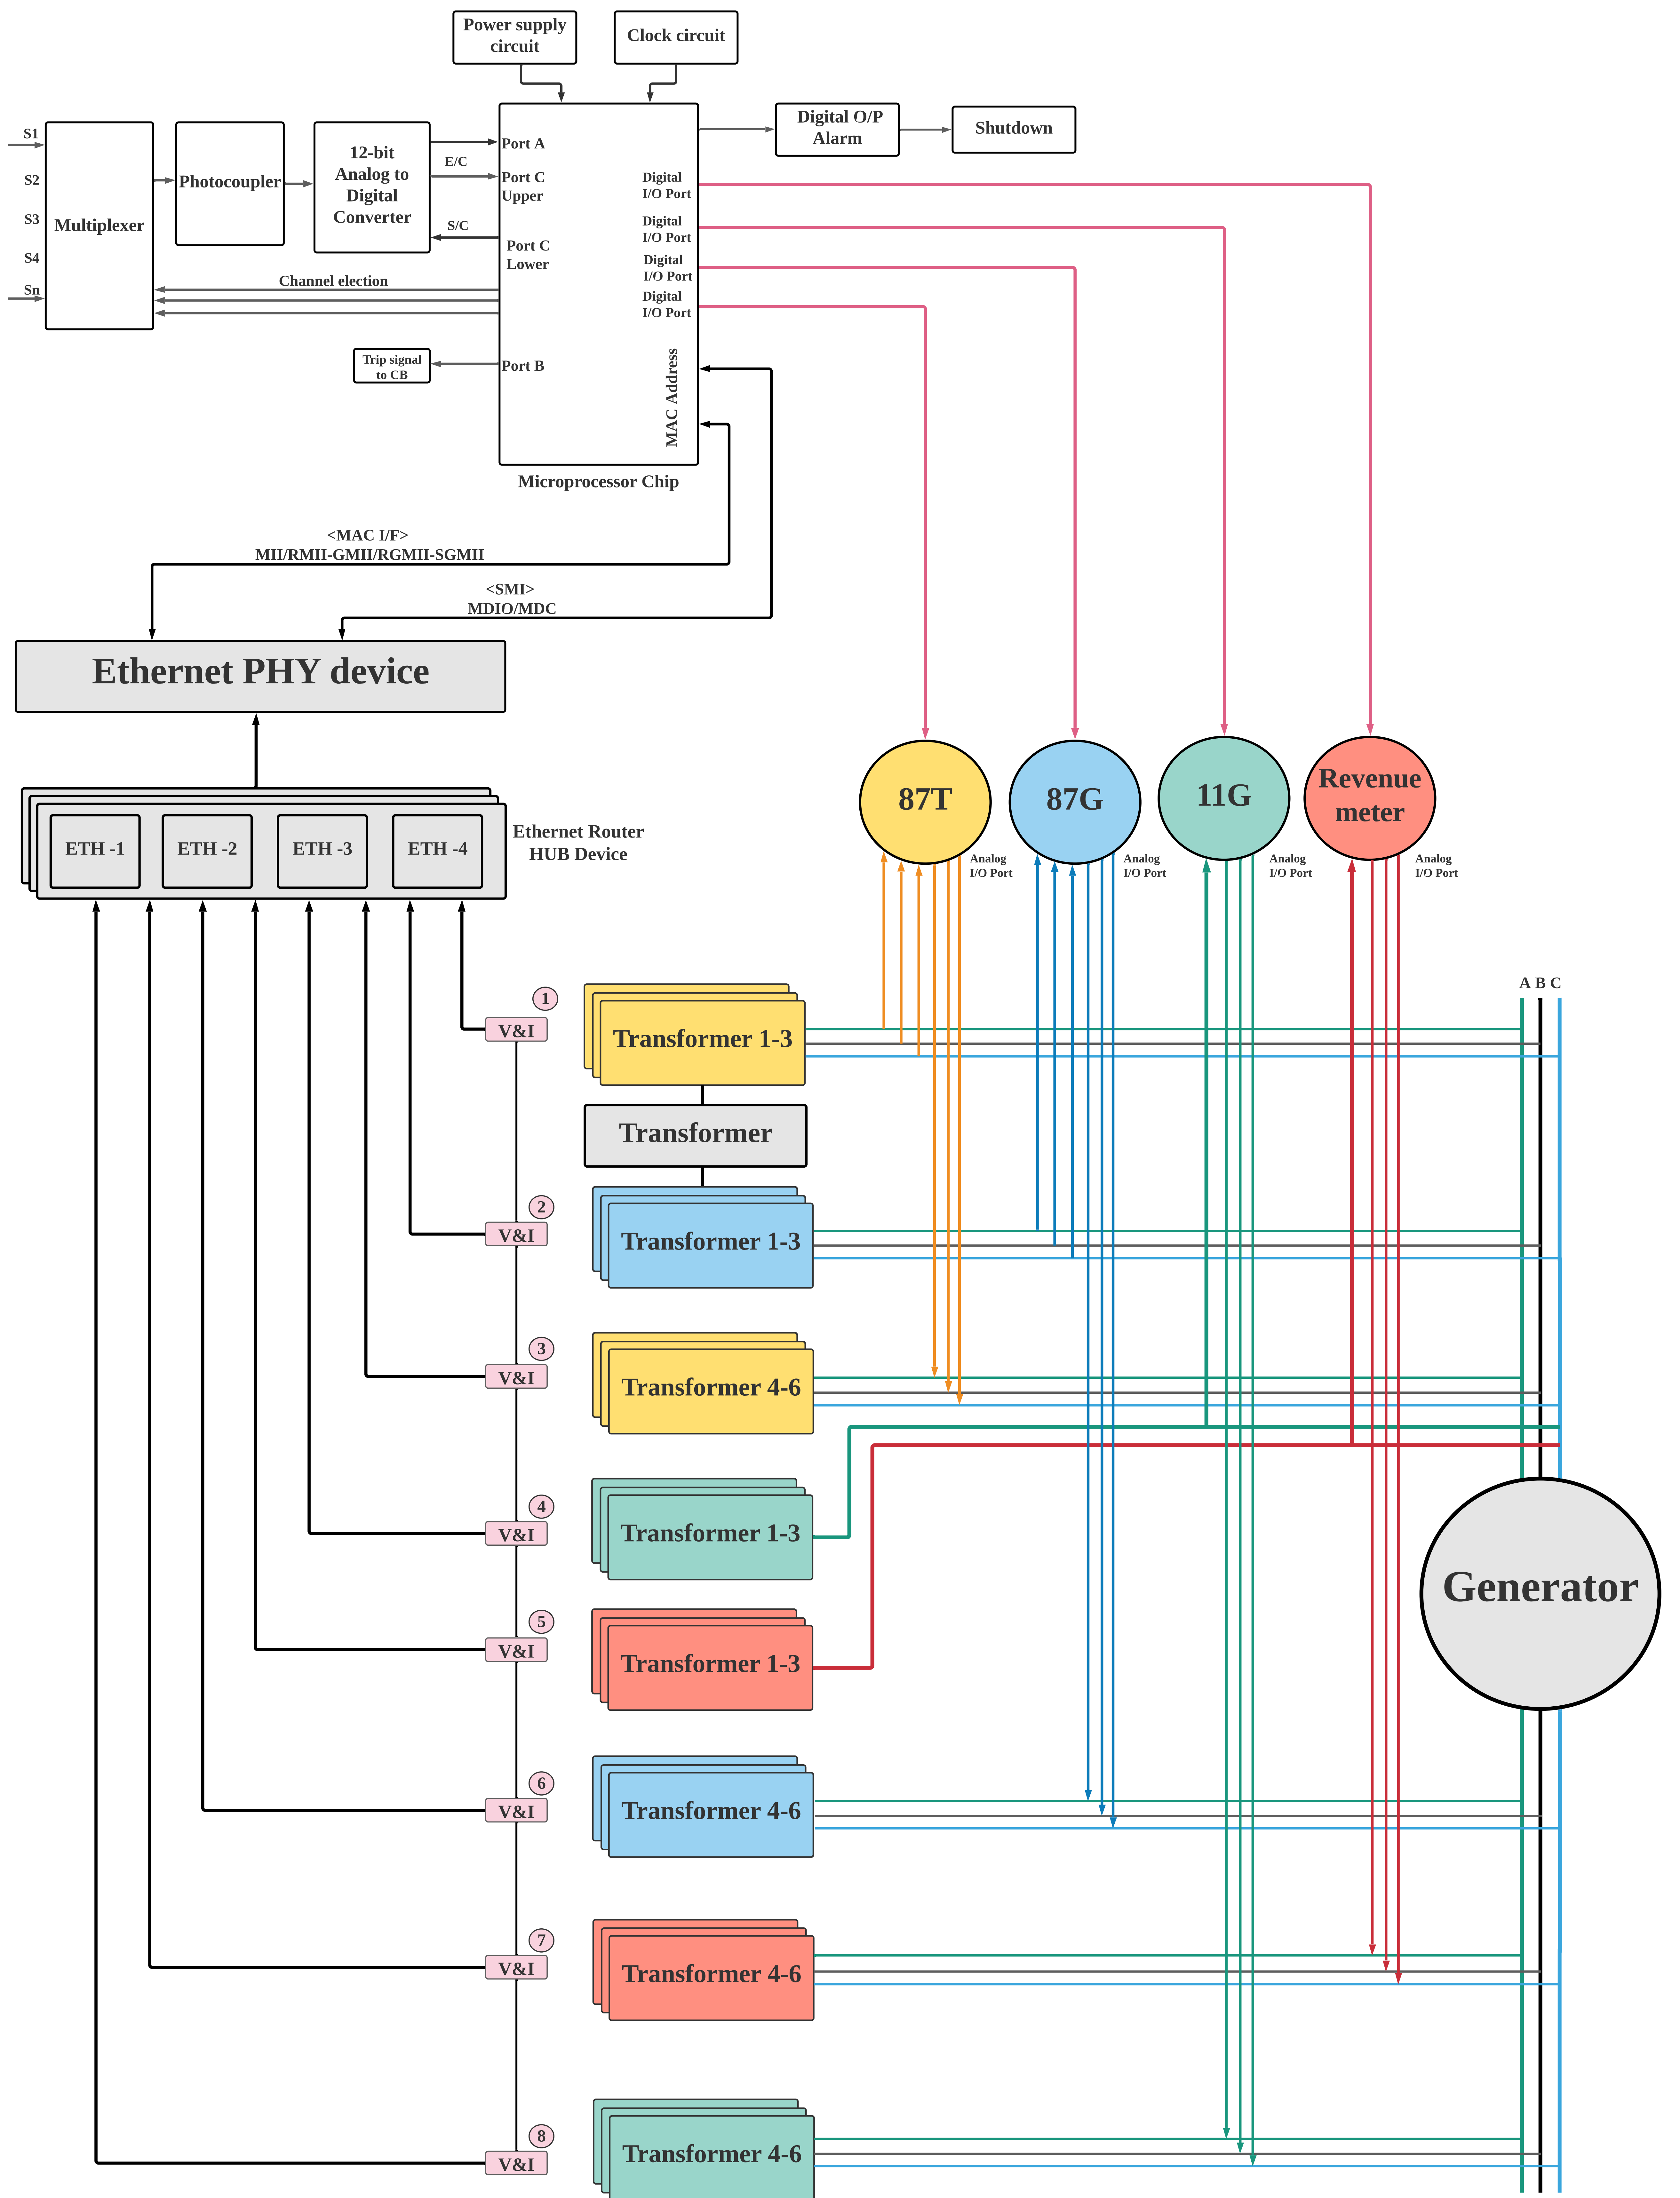 Power supply
circuit
Clock circuit
Digital O/P
Alarm
Shutdown
S1
S2
S3
S4
Sn
Multiplexer
Photocoupler
12-bit
Analog to
Digital
Converter
E/C
S/C
Channel election
Trip signal
to CB
Port A
Port C
Upper
Port C
Lower
Port B
Digital
I/O Port
Digital
I/O Port
Digital
I/O Port
Digital
I/O Port
MAC Address
Microprocessor Chip
<MAC I/F>
MII/RMII-GMII/RGMII-SGMII
<SMI>
MDIO/MDC
Ethernet PHY device
ETH -1
ETH -2
ETH -3
ETH -4
Ethernet Router
HUB Device
87T
87G
11G
Revenue
meter
Analog
I/O Port
Analog
I/O Port
Analog
I/O Port
Analog
I/O Port
A B C
1
V&I
Transformer 1-3
Transformer
2
V&I
Transformer 1-3
3
V&I
Transformer 4-6
4
V&I
Transformer 1-3
Generator
5
V&I
Transformer 1-3
6
V&I
Transformer 4-6
7
V&I
Transformer 4-6
8
V&I
Transformer 4-6